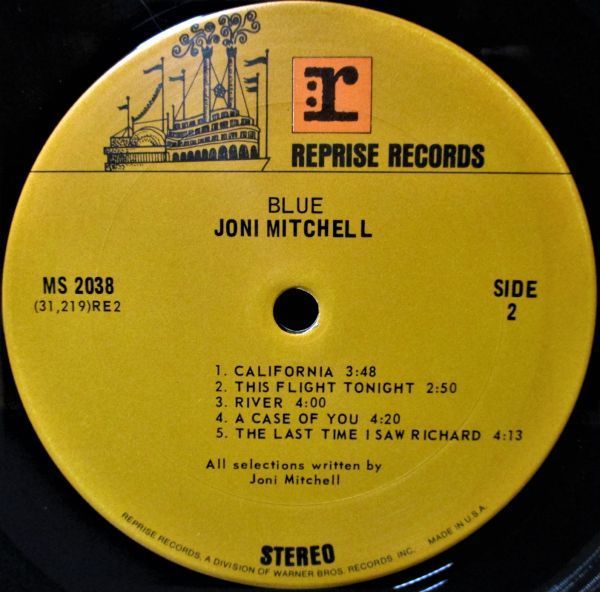 r
REPRISE RECORDS
BLUE
JONI MITCHELL
MS 2038
(31,219)RE2
SIDE
2
1. CALIFORNIA 3:48
2. THIS FLIGHT TONIGHT 2:50
3. RIVER 4:00
4. A CASE OF YOU 4:20
5. THE LAST TIME I SAW RICHARD 4:13
All selections written by
Joni Mitchell
STEREO
REPRISE RECORDS, A DIVISION OF WARNER BROS. RECORDS INC. MADE IN U.S.A.